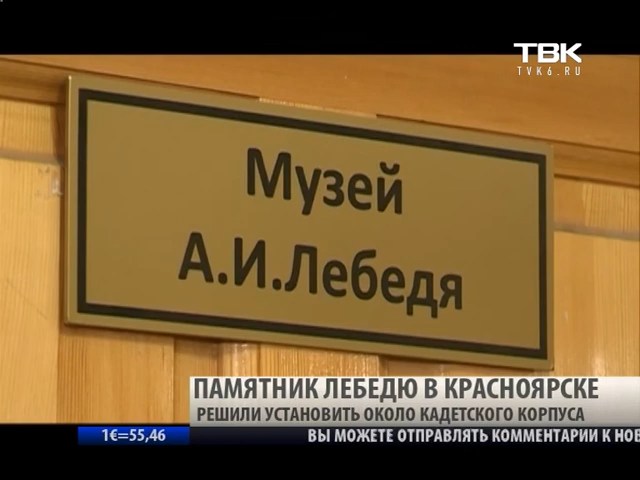 ТВК
TVK6.RU
Музей
А.И.Лебедя
ПАМЯТНИК ЛЕБЕДЮ В КРАСНОЯРСКЕ
РЕШИЛИ УСТАНОВИТЬ ОКОЛО КАДЕТСКОГО КОРПУСА
1€=55,46 ВЫ МОЖЕТЕ ОТПРАВЛЯТЬ КОММЕНТАРИИ К НОВ